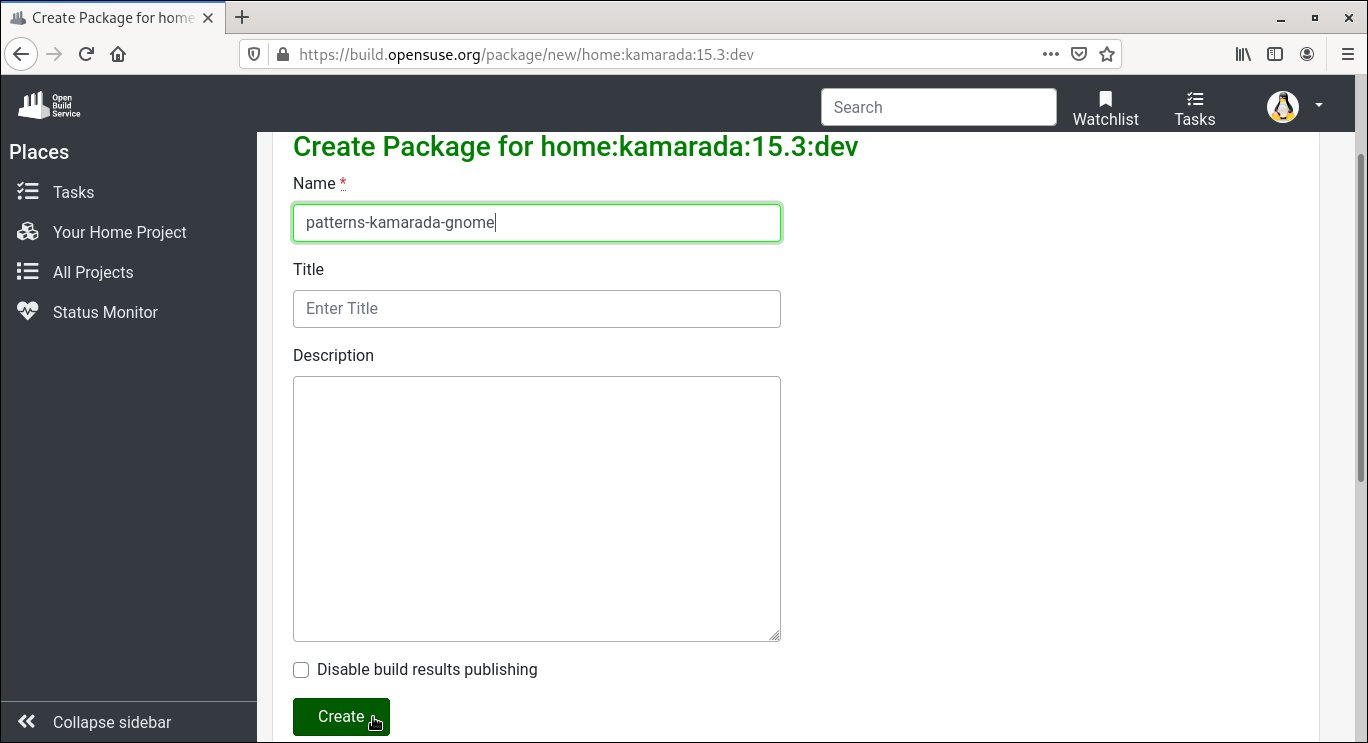 Create Package for home
https://build.opensuse.org/package/new/home:kamarada:15.3:dev
Open
Build
Service
Search
Watchlist
Tasks
Places
Tasks
Your Home Project
All Projects
Status Monitor
Collapse sidebar
Create Package for home:kamarada:15.3:dev
Name *
patterns-kamarada-gnome
Title
Enter Title
Description
Disable build results publishing
Create